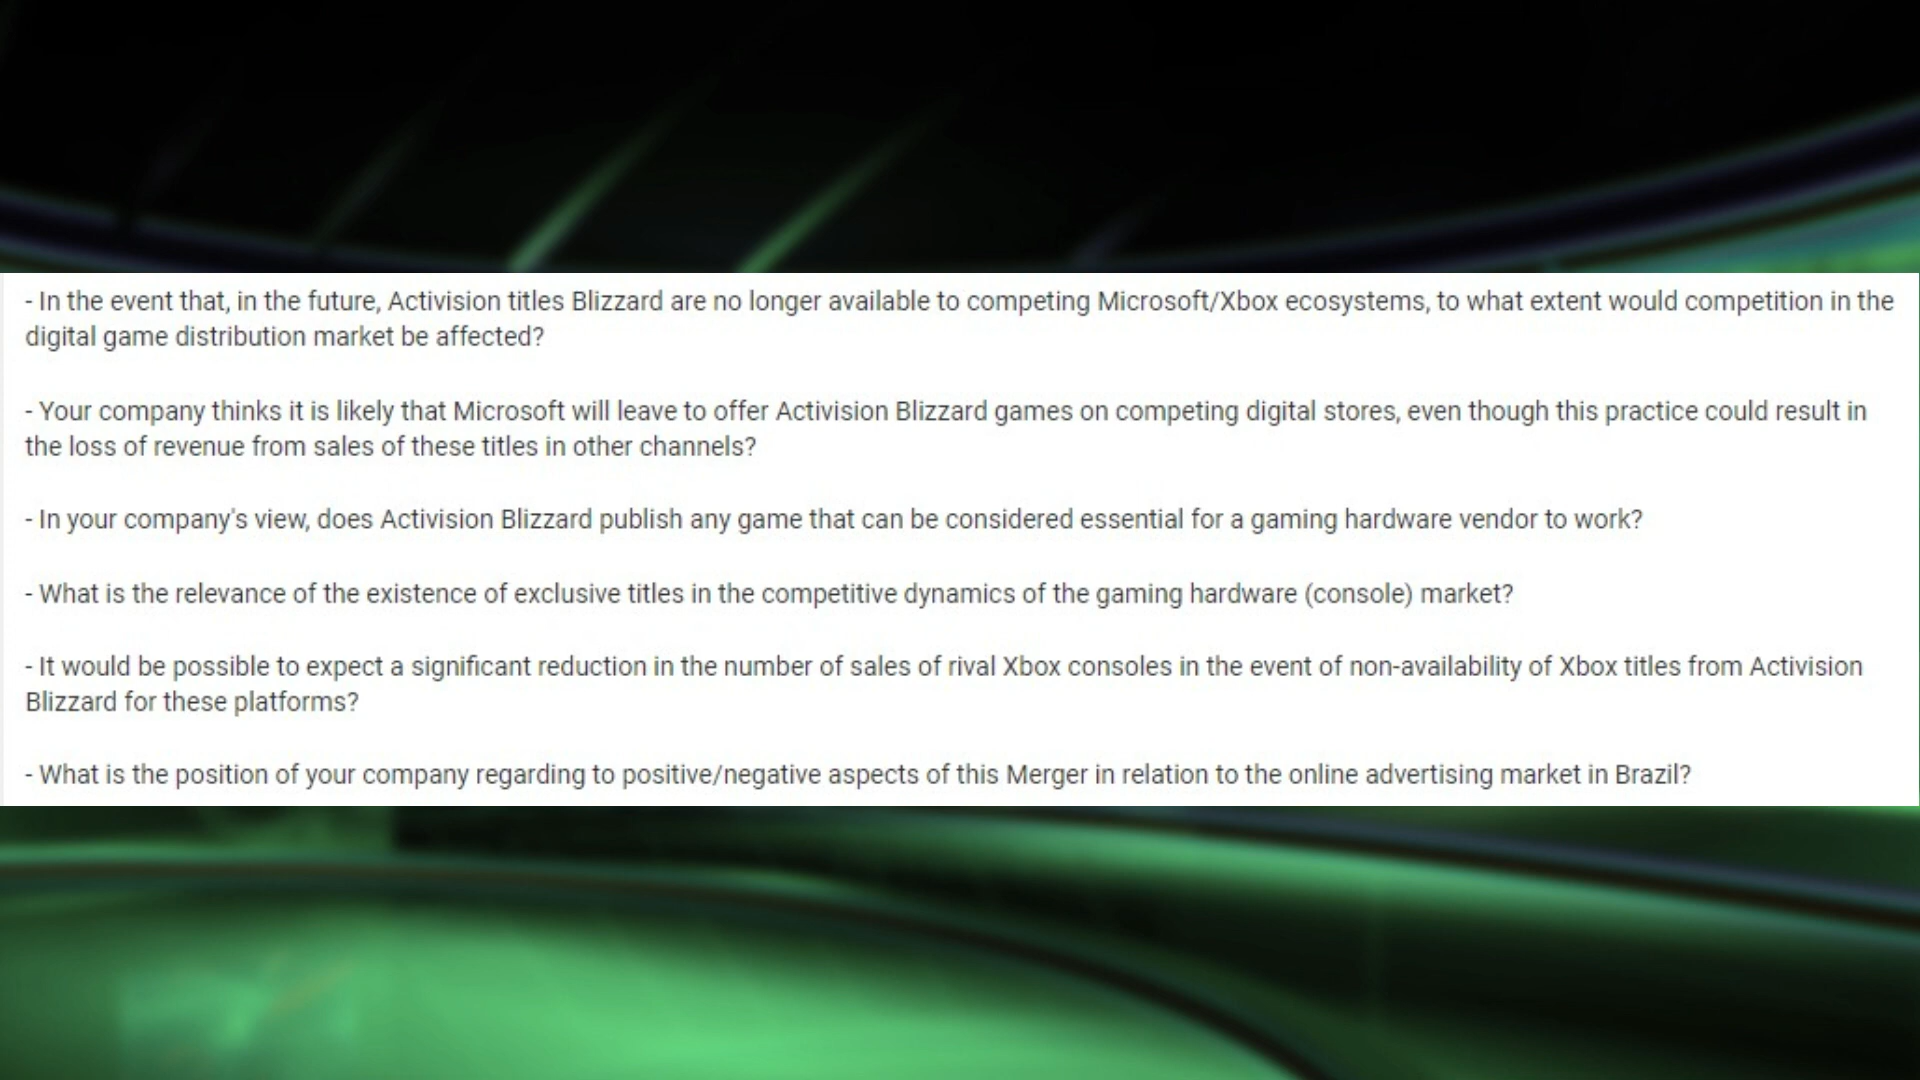 - In the event that, in the future, Activision titles Blizzard are no longer available to competing Microsoft/Xbox ecosystems, to what extent would competition in the
digital game distribution market be affected?
- Your company thinks it is likely that Microsoft will leave to offer Activision Blizzard games on competing digital stores, even though this practice could result in
the loss of revenue from sales of these titles in other channels?
- In your company's view, does Activision Blizzard publish any game that can be considered essential for a gaming hardware vendor to work?
- What is the relevance of the existence of exclusive titles in the competitive dynamics of the gaming hardware (console) market?
- It would be possible to expect a significant reduction in the number of sales of rival Xbox consoles in the event of non-availability of Xbox titles from Activision
Blizzard for these platforms?
- What is the position of your company regarding to positive/negative aspects of this Merger in relation to the online advertising market in Brazil?